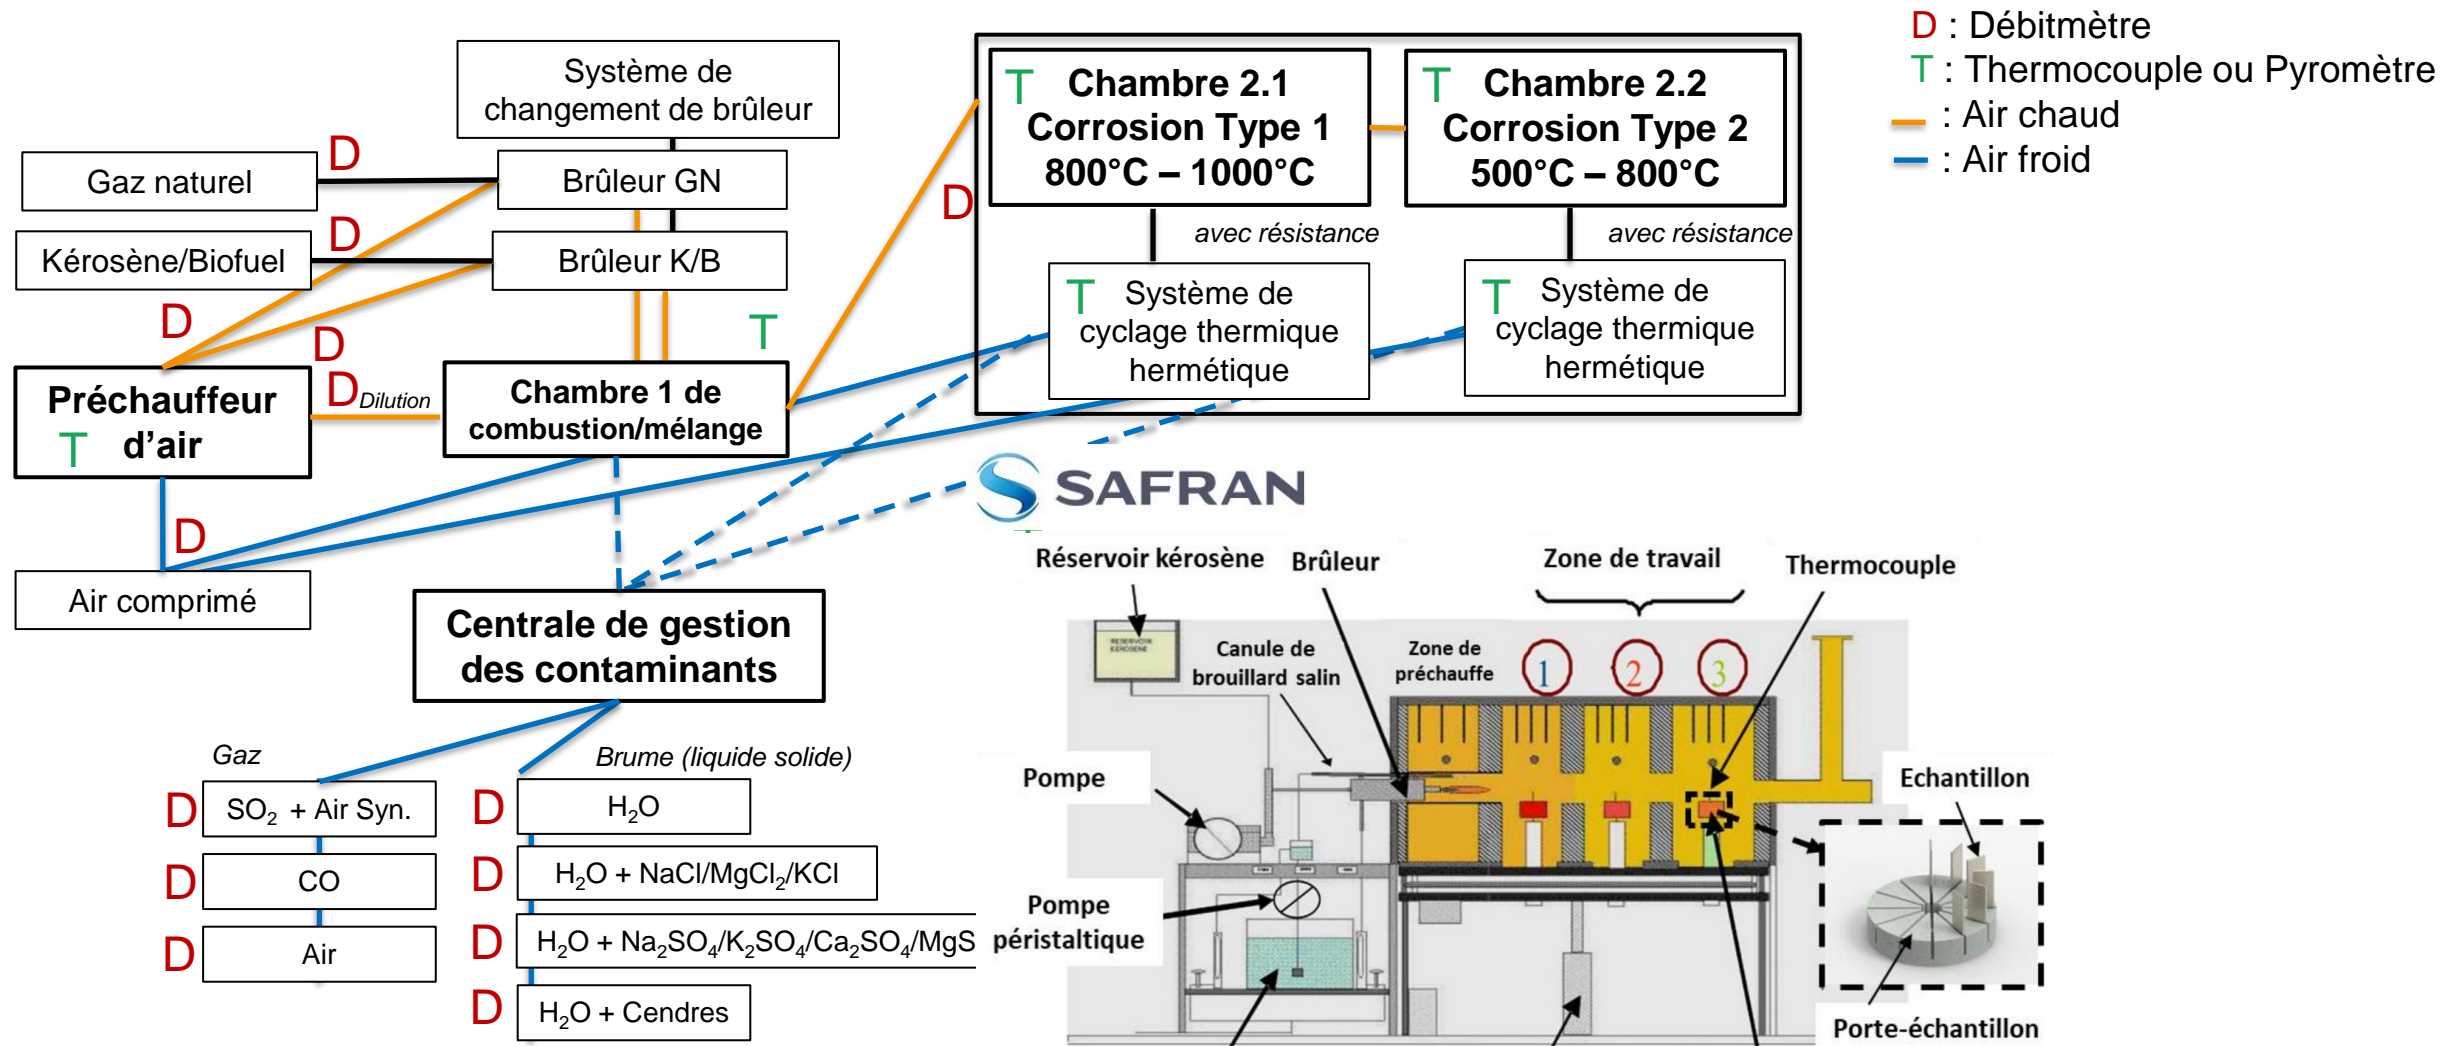 D : Débitmètre
T : Thermocouple ou Pyromètre
: Air chaud
: Air froid
Système de
changement de brûleur
D
Gaz naturel
Brûleur GN
D
Kérosène/Biofuel
Brûleur K/B
D
D
T
Préchauffeur
d’air
T
D
Dilution
Chambre 1 de
combustion/mélange
D
T
Chambre 2.1
Corrosion Type 1
800°C – 1000°C
T
Chambre 2.2
Corrosion Type 2
500°C – 800°C
avec résistance
avec résistance
T
Système de
cyclage thermique
hermétique
T
Système de
cyclage thermique
hermétique
D
Air comprimé
Centrale de gestion
des contaminants
Gaz
Brume (liquide solide)
D
SO₂ + Air Syn.
D
CO
D
Air
D
H₂O
D
H₂O + NaCl/MgCl₂/KCl
D
H₂O + Na₂SO₄/K₂SO₄/Ca₂SO₄/MgS
D
H₂O + Cendres
SAFRAN
Réservoir kérosène
Brûleur
Zone de travail
Thermocouple
RESERVOIR
KEROSENE
Canule de
brouillard salin
Zone de
préchauffe
1
2
3
Pompe
Echantillon
Pompe
péristaltique
Porte-échantillon